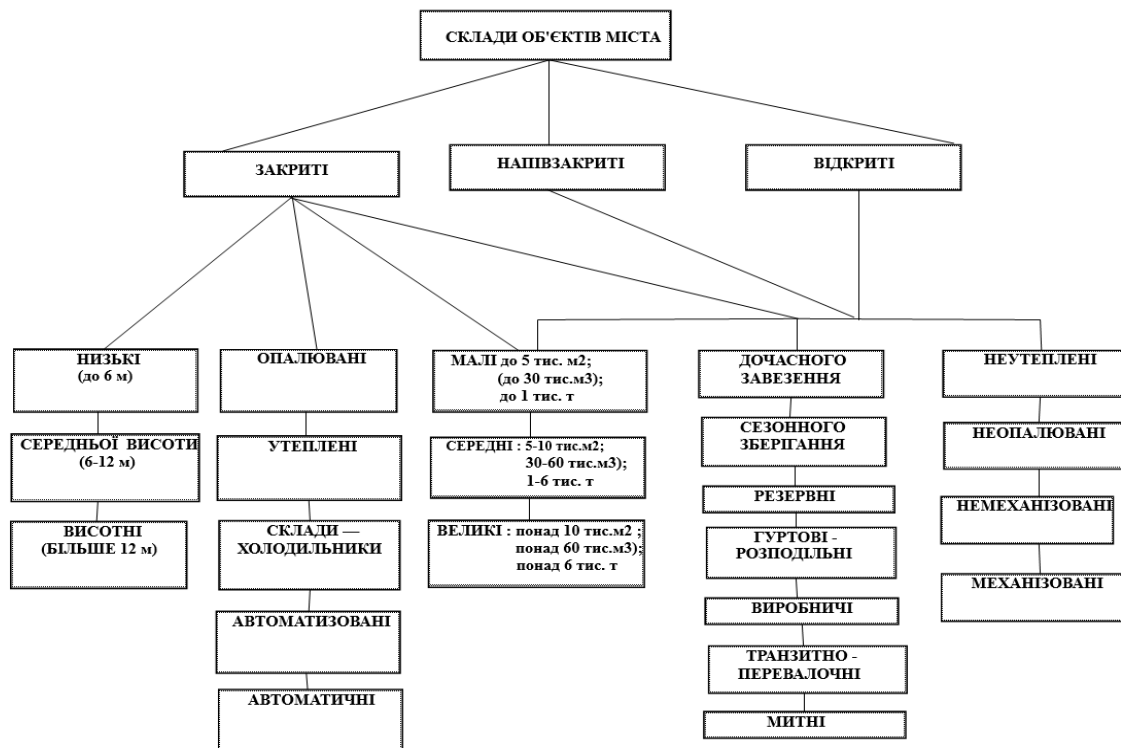 СКЛАДИ ОБ'ЄКТІВ МІСТА
ЗАКРИТІ
НАПІВЗАКРИТІ
ВІДКРИТІ
НИЗЬКІ
(до 6 м)
СЕРЕДНЬОЇ ВИСОТИ
(6-12 м)
ВИСОТНІ
(БІЛЬШЕ 12 м)
ОПАЛЮВАНІ
УТЕПЛЕНІ
СКЛАДИ —
ХОЛОДИЛЬНИКИ
АВТОМАТИЗОВАНІ
АВТОМАТИЧНІ
МАЛІ до 5 тис. м2;
(до 30 тис.м3);
до 1 тис. т
СЕРЕДНІ : 5-10 тис.м2;
30-60 тис.м3);
1-6 тис. т
ВЕЛИКІ : понад 10 тис.м2 ;
понад 60 тис.м3);
понад 6 тис. т
ДОЧАСНОГО
ЗАВЕЗЕННЯ
СЕЗОННОГО
ЗБЕРІГАННЯ
РЕЗЕРВНІ
ГУРТОВІ -
РОЗПОДІЛЬНІ
ВИРОБНИЧІ
ТРАНЗИТНО -
ПЕРЕВАЛОЧНІ
МИТНІ
НЕУТЕПЛЕНІ
НЕОПАЛЮВАНІ
НЕМЕХАНІЗОВАНІ
МЕХАНІЗОВАНІ